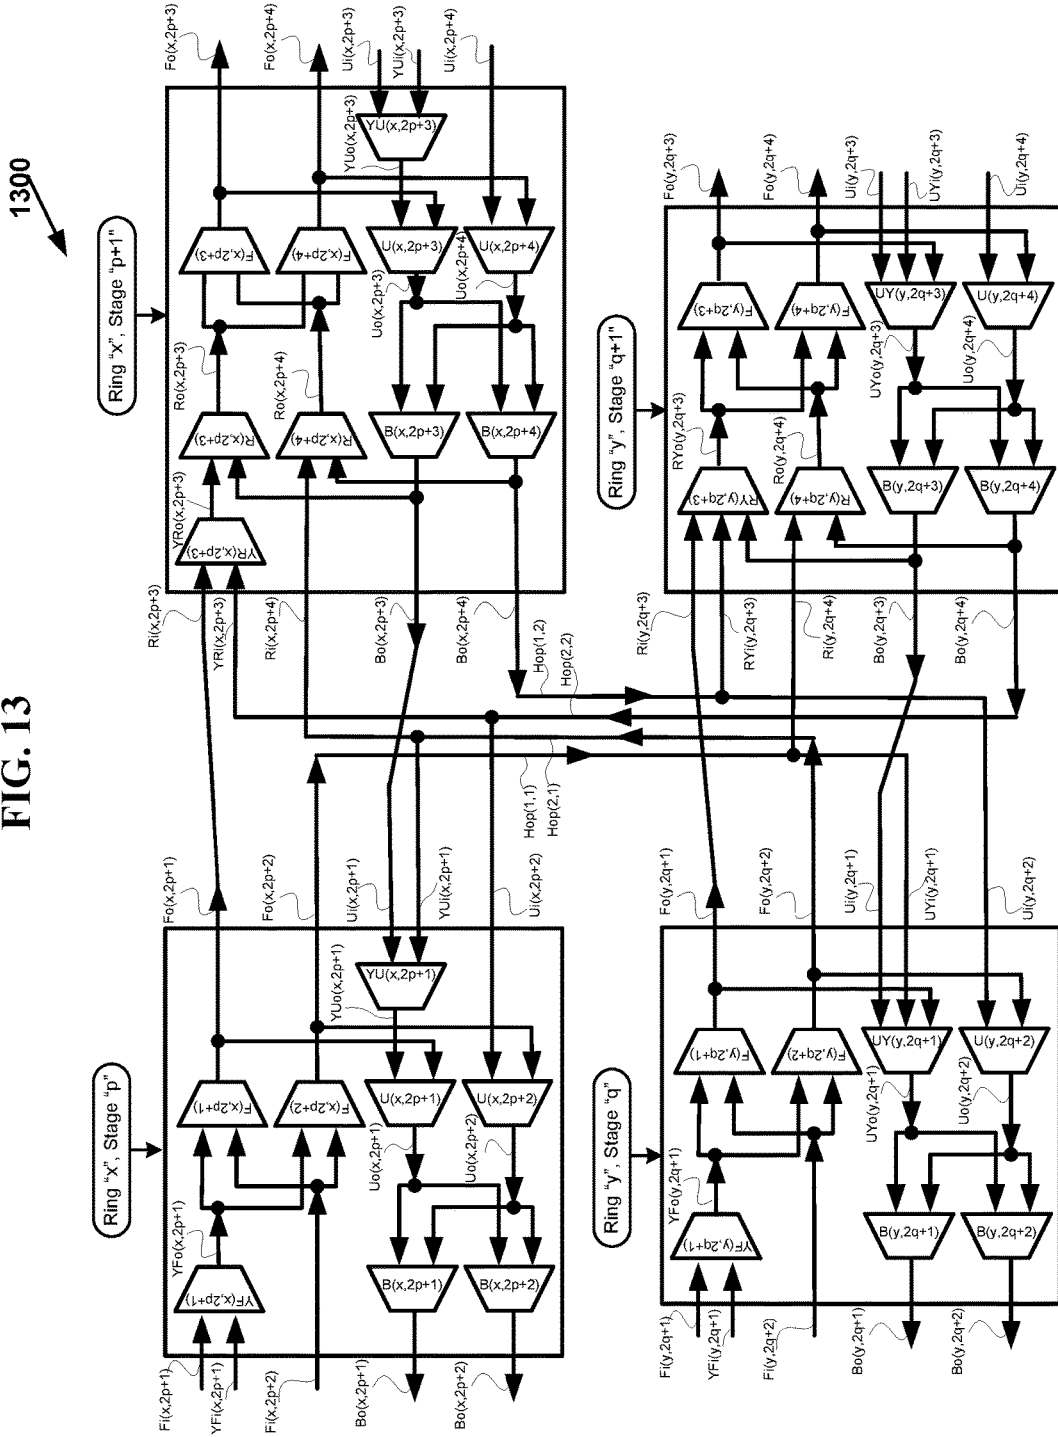 FIG. 13
1300
Ring "x", Stage "p"
Fi(x,2p+1)
YFi(x,2p+1)
Fi(x,2p+2)
Bo(x,2p+1)
Bo(x,2p+2)
YF(x,2p+1)
YFo(x,2p+1)
F(x,2p+1)
F(x,2p+2)
YU(x,2p+1)
YUo(x,2p+1)
U(x,2p+1)
U(x,2p+2)
Uo(x,2p+1)
Uo(x,2p+2)
B(x,2p+1)
B(x,2p+2)
Fo(x,2p+1)
Fo(x,2p+2)
Ui(x,2p+1)
YUi(x,2p+1)
Ui(x,2p+2)
Ring "x", Stage "p+1"
Ri(x,2p+3)
YRi(x,2p+3)
Ri(x,2p+4)
Bo(x,2p+3)
Bo(x,2p+4)
YR(x,2p+3)
YRo(x,2p+3)
R(x,2p+3)
R(x,2p+4)
Ro(x,2p+3)
Ro(x,2p+4)
F(x,2p+3)
F(x,2p+4)
YU(x,2p+3)
YUo(x,2p+3)
U(x,2p+3)
U(x,2p+4)
Uo(x,2p+3)
Uo(x,2p+4)
B(x,2p+3)
B(x,2p+4)
Fo(x,2p+3)
Fo(x,2p+4)
Ui(x,2p+3)
YUi(x,2p+3)
Ui(x,2p+4)
Hop(1,1)
Hop(2,1)
Hop(1,2)
Hop(2,2)
Ring "y", Stage "q"
Fi(y,2q+1)
YFi(y,2q+1)
Fi(y,2q+2)
Bo(y,2q+1)
Bo(y,2q+2)
YF(y,2q+1)
YFo(y,2q+1)
F(y,2q+1)
F(y,2q+2)
UY(y,2q+1)
U(y,2q+2)
UYo(y,2q+1)
Uo(y,2q+2)
B(y,2q+1)
B(y,2q+2)
Fo(y,2q+1)
Fo(y,2q+2)
Ui(y,2q+1)
UYi(y,2q+1)
Ui(y,2q+2)
Ring "y", Stage "q+1"
Ri(y,2q+3)
RYi(y,2q+3)
Ri(y,2q+4)
Bo(y,2q+3)
Bo(y,2q+4)
RY(y,2q+3)
R(y,2q+4)
RYo(y,2q+3)
Ro(y,2q+4)
F(y,2q+3)
F(y,2q+4)
UY(y,2q+3)
U(y,2q+4)
UYo(y,2q+3)
Uo(y,2q+4)
B(y,2q+3)
B(y,2q+4)
Fo(y,2q+3)
Fo(y,2q+4)
Ui(y,2q+3)
UYi(y,2q+3)
Ui(y,2q+4)